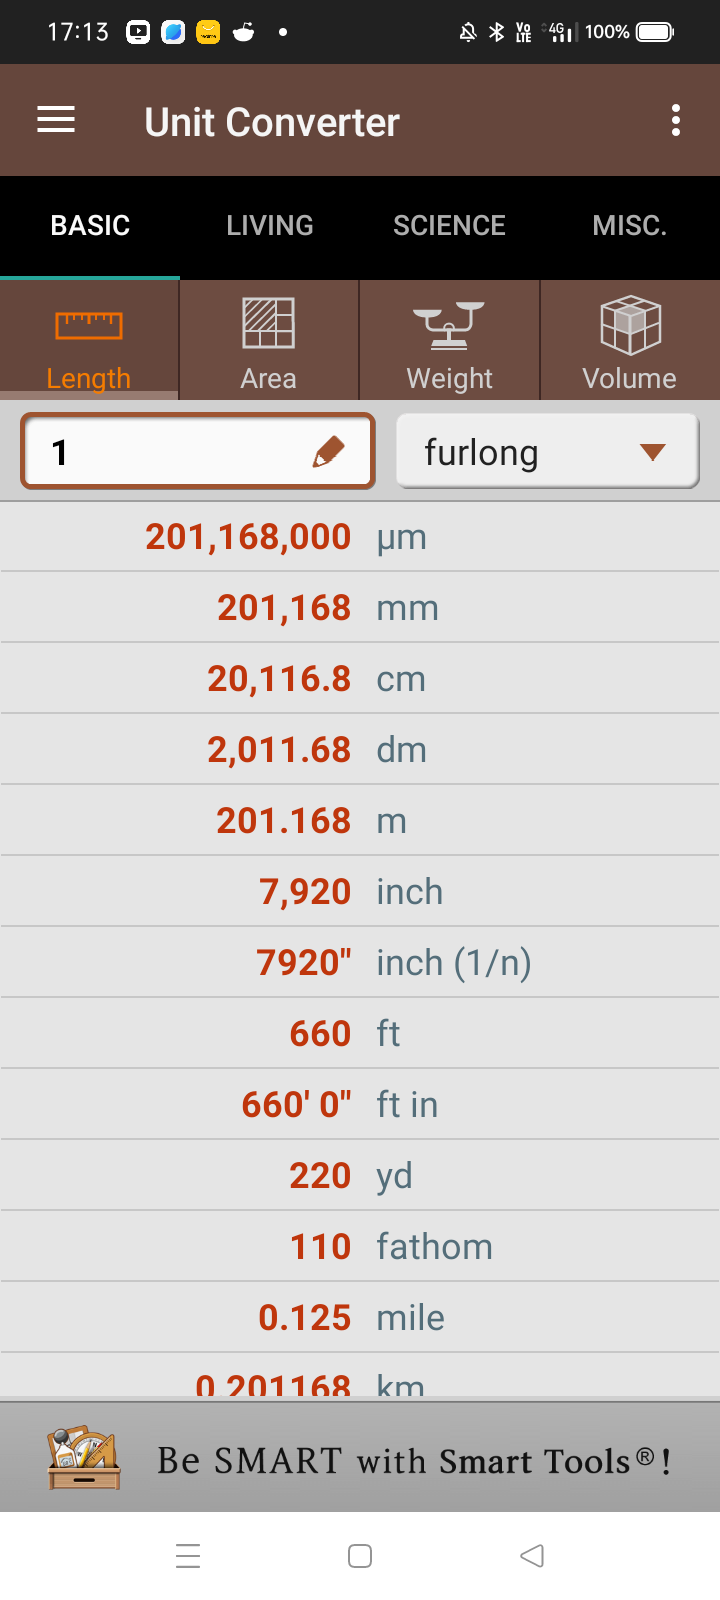 17:13 VO LTE 4G 100%
Unit Converter
BASIC LIVING SCIENCE MISC.
Length Area Weight Volume
1 furlong
201,168,000 µm
201,168 mm
20,116.8 cm
2,011.68 dm
201.168 m
7,920 inch
7920" inch (1/n)
660 ft
660' 0" ft in
220 yd
110 fathom
0.125 mile
0.201168 km
Be SMART with Smart Tools®!